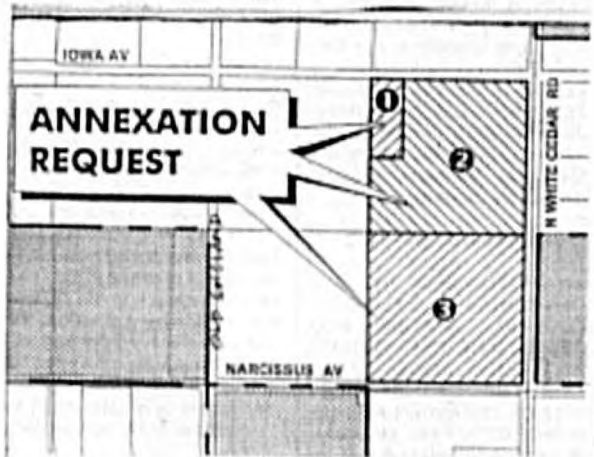 IOWA AV
1
ANNEXATION
REQUEST
2
N WHITE CEDAR RD
3
NARCISSUS AV